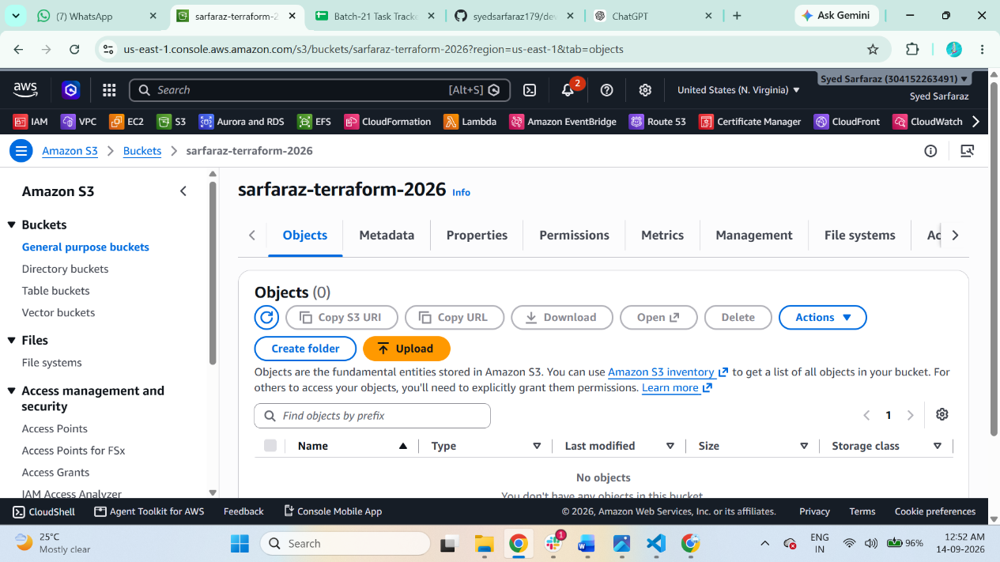 (7) WhatsApp
sarfaraz-terraform-2
Batch-21 Task Tracke
syedsarfaraz179/dev
ChatGPT
Ask Gemini
us-east-1.console.aws.amazon.com/s3/buckets/sarfaraz-terraform-2026?region=us-east-1&tab=objects
aws
Search
[Alt+S]
2
United States (N. Virginia)
Syed Sarfaraz (304152263491)
Syed Sarfaraz
IAM
VPC
EC2
S3
Aurora and RDS
EFS
CloudFormation
Lambda
Amazon EventBridge
Route 53
Certificate Manager
CloudFront
CloudWatch
Amazon S3
Buckets
sarfaraz-terraform-2026
Amazon S3
Buckets
General purpose buckets
Directory buckets
Table buckets
Vector buckets
Files
File systems
Access management and
security
Access Points
Access Points for FSx
Access Grants
IAM Access Analyzer
sarfaraz-terraform-2026 Info
Objects
Metadata
Properties
Permissions
Metrics
Management
File systems
Ac
Objects (0)
Copy S3 URI
Copy URL
Download
Open
Delete
Actions
Create folder
Upload
Objects are the fundamental entities stored in Amazon S3. You can use Amazon S3 inventory to get a list of all objects in your bucket. For
others to access your objects, you'll need to explicitly grant them permissions. Learn more
Find objects by prefix
1
Name
Type
Last modified
Size
Storage class
No objects
You don't have any objects in this bucket.
CloudShell
Agent Toolkit for AWS
Feedback
Console Mobile App
© 2026, Amazon Web Services, Inc. or its affiliates.
Privacy
Terms
Cookie preferences
25°C
Mostly clear
Search
1
ENG
IN
96%
12:52 AM
14-09-2026